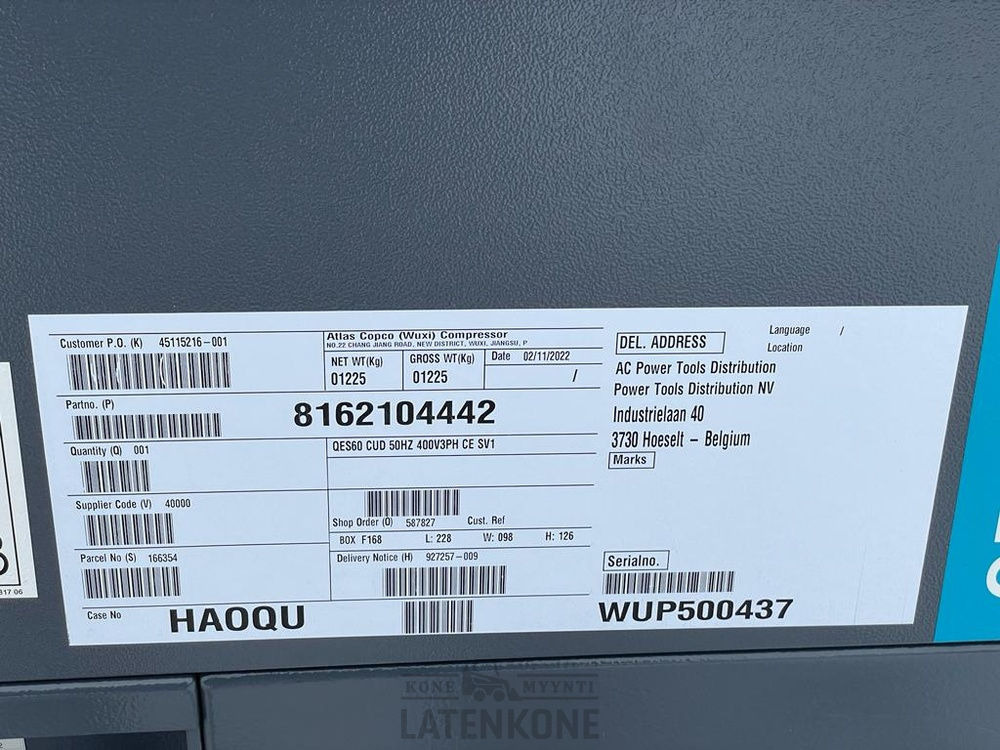 Customer P.O. (K) 45115216-001
Atlas Copco (Wuxi) Compressor
NO.22 CHANG JIANG ROAD, NEW DISTRICT, WUXI, JIANGSU, P
NET WT(Kg)
01225
GROSS WT(Kg)
01225
Date 02/11/2022
/
Partno. (P)
8162104442
Quantity (Q) 001
QES60 CUD 50HZ 400V3PH CE SV1
Supplier Code (V) 40000
Shop Order (O) 587827 Cust. Ref
BOX F168 L: 228 W: 098 H: 126
Parcel No (S) 166354
Delivery Notice (H) 927257-009
Case No HAOQU
DEL. ADDRESS
Language /
Location
AC Power Tools Distribution
Power Tools Distribution NV
Industrielaan 40
3730 Hoeselt - Belgium
Marks
Serialno.
WUP500437
317 06
KONE MYYNTI
LATENKONE